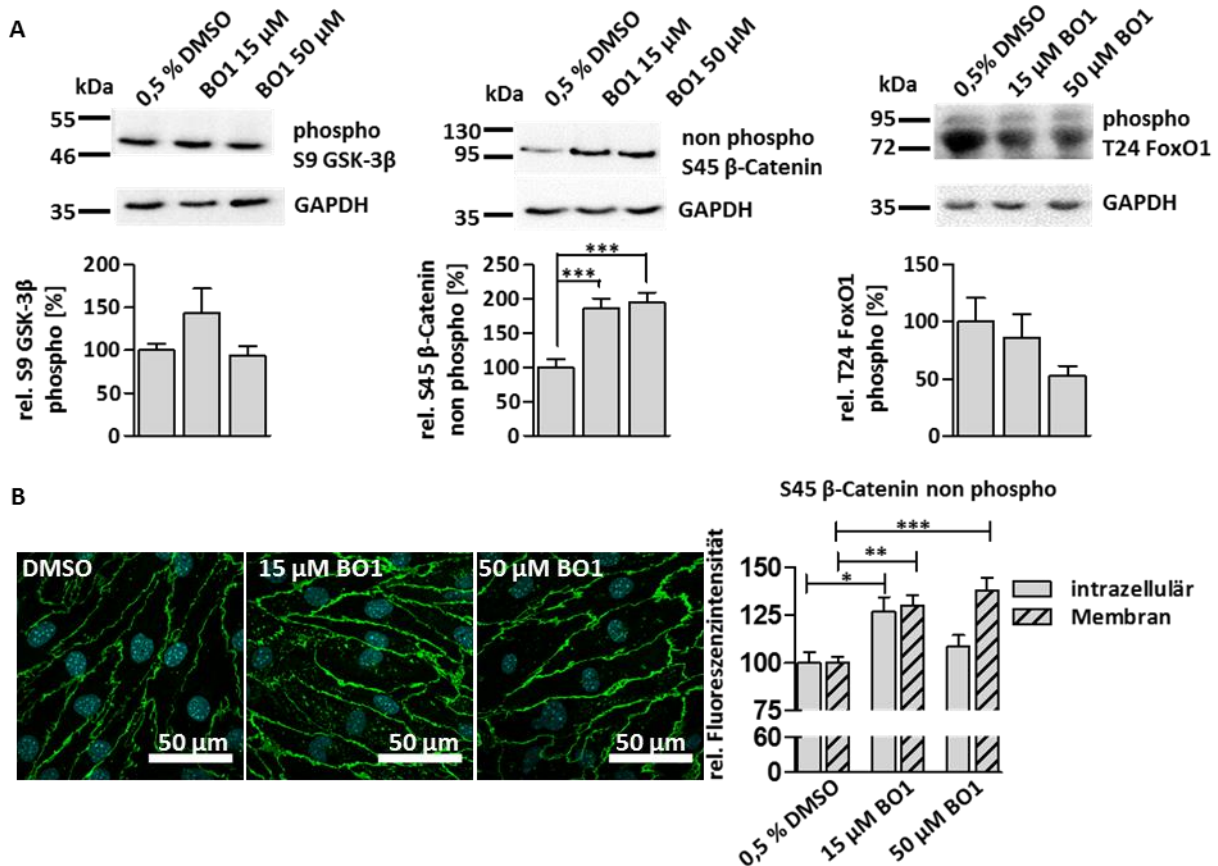 A
kDa
0,5 % DMSO
BO1 15 µM
BO1 50 µM
55
46
phospho
S9 GSK-3β
35
GAPDH
rel. S9 GSK-3β
phospho [%]
200
150
100
50
0
kDa
0,5 % DMSO
BO1 15 µM
BO1 50 µM
130
95
non phospho
S45 β-Catenin
35
GAPDH
rel. S45 β-Catenin
non phospho [%]
250
200
150
100
50
0
***
***
kDa
0,5% DMSO
15 µM BO1
50 µM BO1
95
72
phospho
T24 FoxO1
35
GAPDH
rel. T24 FoxO1
phospho [%]
150
100
50
0
B
DMSO
50 µm
15 µM BO1
50 µm
50 µM BO1
50 µm
S45 β-Catenin non phospho
rel. Fluoreszenzintensität
150
125
100
75
60
0
***
**
*
intrazellulär
Membran
0,5 % DMSO
15 µM BO1
50 µM BO1